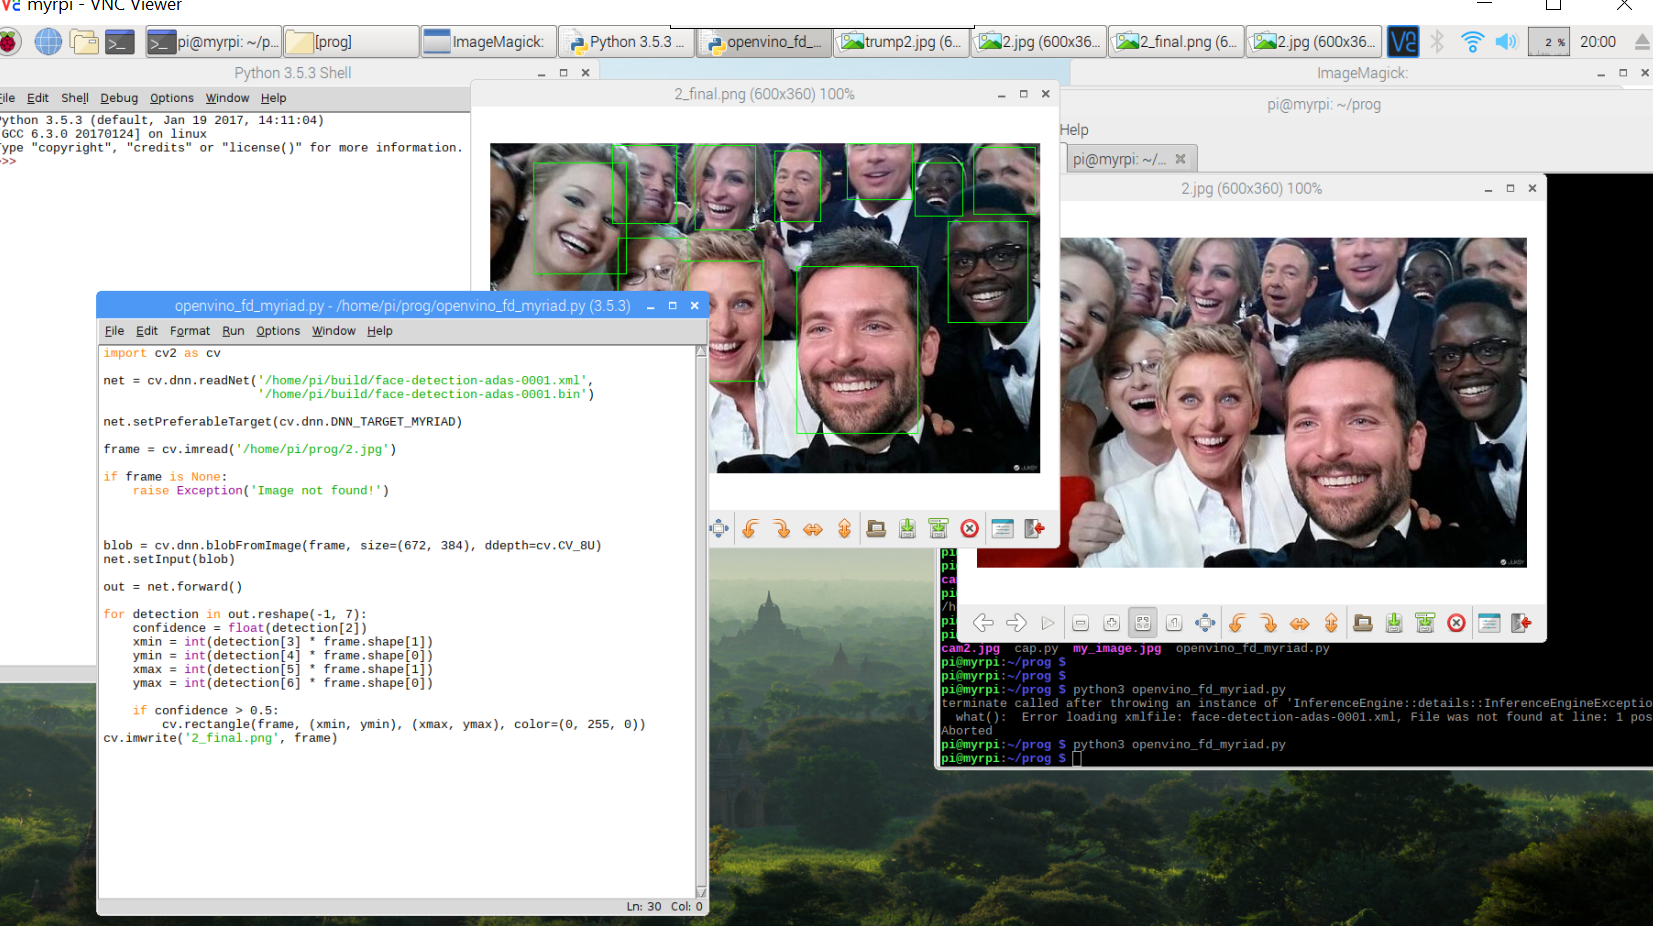 myrpi - VNC Viewer
pi@myrpi: ~/p...
[prog]
ImageMagick:
Python 3.5.3 ...
openvino_fd_...
trump2.jpg (6...
2.jpg (600x36...
2_final.png (6...
2.jpg (600x36...
2 %
20:00
Python 3.5.3 Shell
ile Edit Shell Debug Options Window Help
ython 3.5.3 (default, Jan 19 2017, 14:11:04)
GCC 6.3.0 20170124] on linux
ype "copyright", "credits" or "license()" for more information.
>>>
2_final.png (600x360) 100%
JUKSY
ImageMagick:
pi@myrpi: ~/prog
Help
pi@myrpi: ~/...
2.jpg (600x360) 100%
JUKSY
openvino_fd_myriad.py - /home/pi/prog/openvino_fd_myriad.py (3.5.3)
File Edit Format Run Options Window Help
import cv2 as cv
net = cv.dnn.readNet('/home/pi/build/face-detection-adas-0001.xml',
'/home/pi/build/face-detection-adas-0001.bin')
net.setPreferableTarget(cv.dnn.DNN_TARGET_MYRIAD)
frame = cv.imread('/home/pi/prog/2.jpg')
if frame is None:
raise Exception('Image not found!')
blob = cv.dnn.blobFromImage(frame, size=(672, 384), ddepth=cv.CV_8U)
net.setInput(blob)
out = net.forward()
for detection in out.reshape(-1, 7):
confidence = float(detection[2])
xmin = int(detection[3] * frame.shape[1])
ymin = int(detection[4] * frame.shape[0])
xmax = int(detection[5] * frame.shape[1])
ymax = int(detection[6] * frame.shape[0])
if confidence > 0.5:
cv.rectangle(frame, (xmin, ymin), (xmax, ymax), color=(0, 255, 0))
cv.imwrite('2_final.png', frame)
Ln: 30 Col: 0
pi
pi
ca
pi
/h
pi
pi
cam2.jpg cap.py my_image.jpg openvino_fd_myriad.py
pi@myrpi:~/prog $
pi@myrpi:~/prog $
pi@myrpi:~/prog $ python3 openvino_fd_myriad.py
terminate called after throwing an instance of 'InferenceEngine::details::InferenceEngineExceptio
what(): Error loading xmlfile: face-detection-adas-0001.xml, File was not found at line: 1 pos
Aborted
pi@myrpi:~/prog $ python3 openvino_fd_myriad.py
pi@myrpi:~/prog $